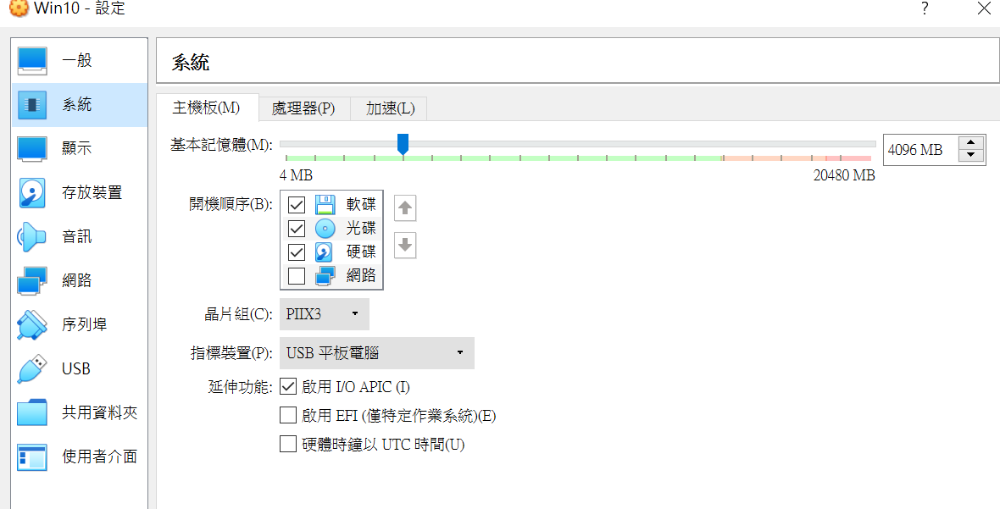 Win10 - 設定
?
一般
系統
顯示
存放裝置
音訊
網路
序列埠
USB
共用資料夾
使用者介面
系統
主機板(M) 處理器(P) 加速(L)
基本記憶體(M): 4096 MB
4 MB 20480 MB
開機順序(B): 軟碟
光碟
硬碟
網路
晶片組(C): PIIX3
指標裝置(P): USB 平板電腦
延伸功能: 啟用 I/O APIC (I)
啟用 EFI (僅特定作業系統)(E)
硬體時鐘以 UTC 時間(U)